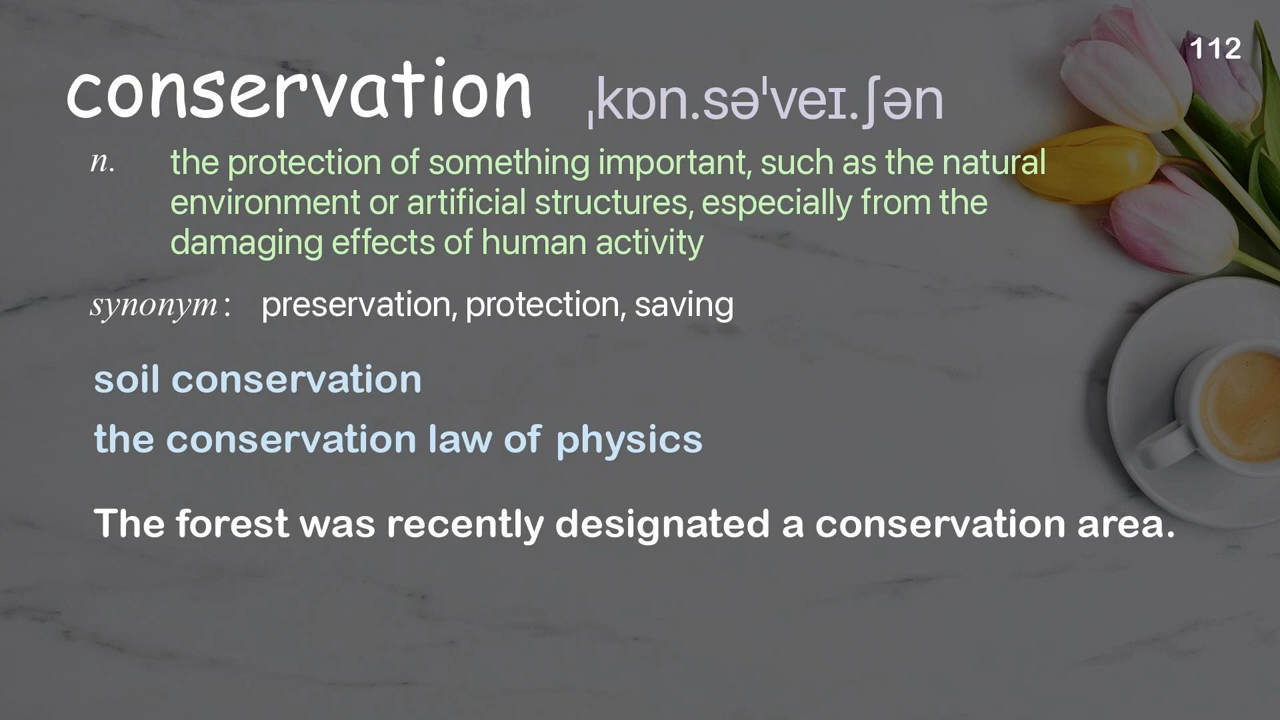 112
conservation ˌkɒn.səˈveɪ.ʃən
n. the protection of something important, such as the natural
environment or artificial structures, especially from the
damaging effects of human activity
synonym: preservation, protection, saving
soil conservation
the conservation law of physics
The forest was recently designated a conservation area.